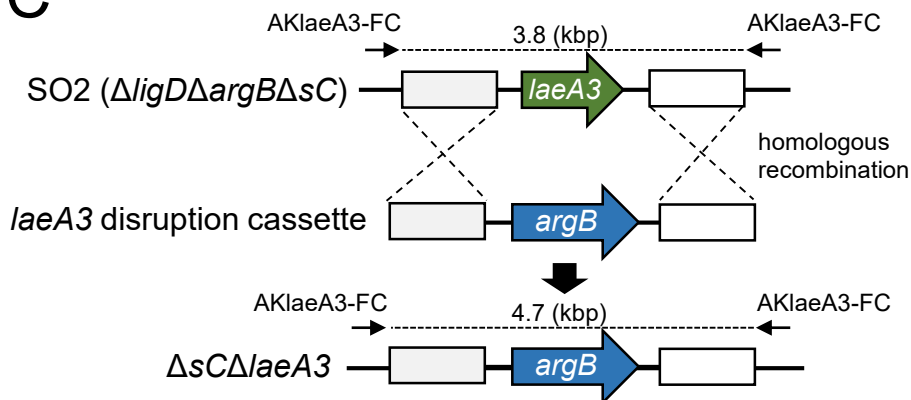 C
AKlaeA3-FC 3.8 (kbp) AKlaeA3-FC
SO2 (ΔligDΔargBΔsC) laeA3
homologous
recombination
laeA3 disruption cassette argB
AKlaeA3-FC 4.7 (kbp) AKlaeA3-FC
ΔsCΔlaeA3 argB